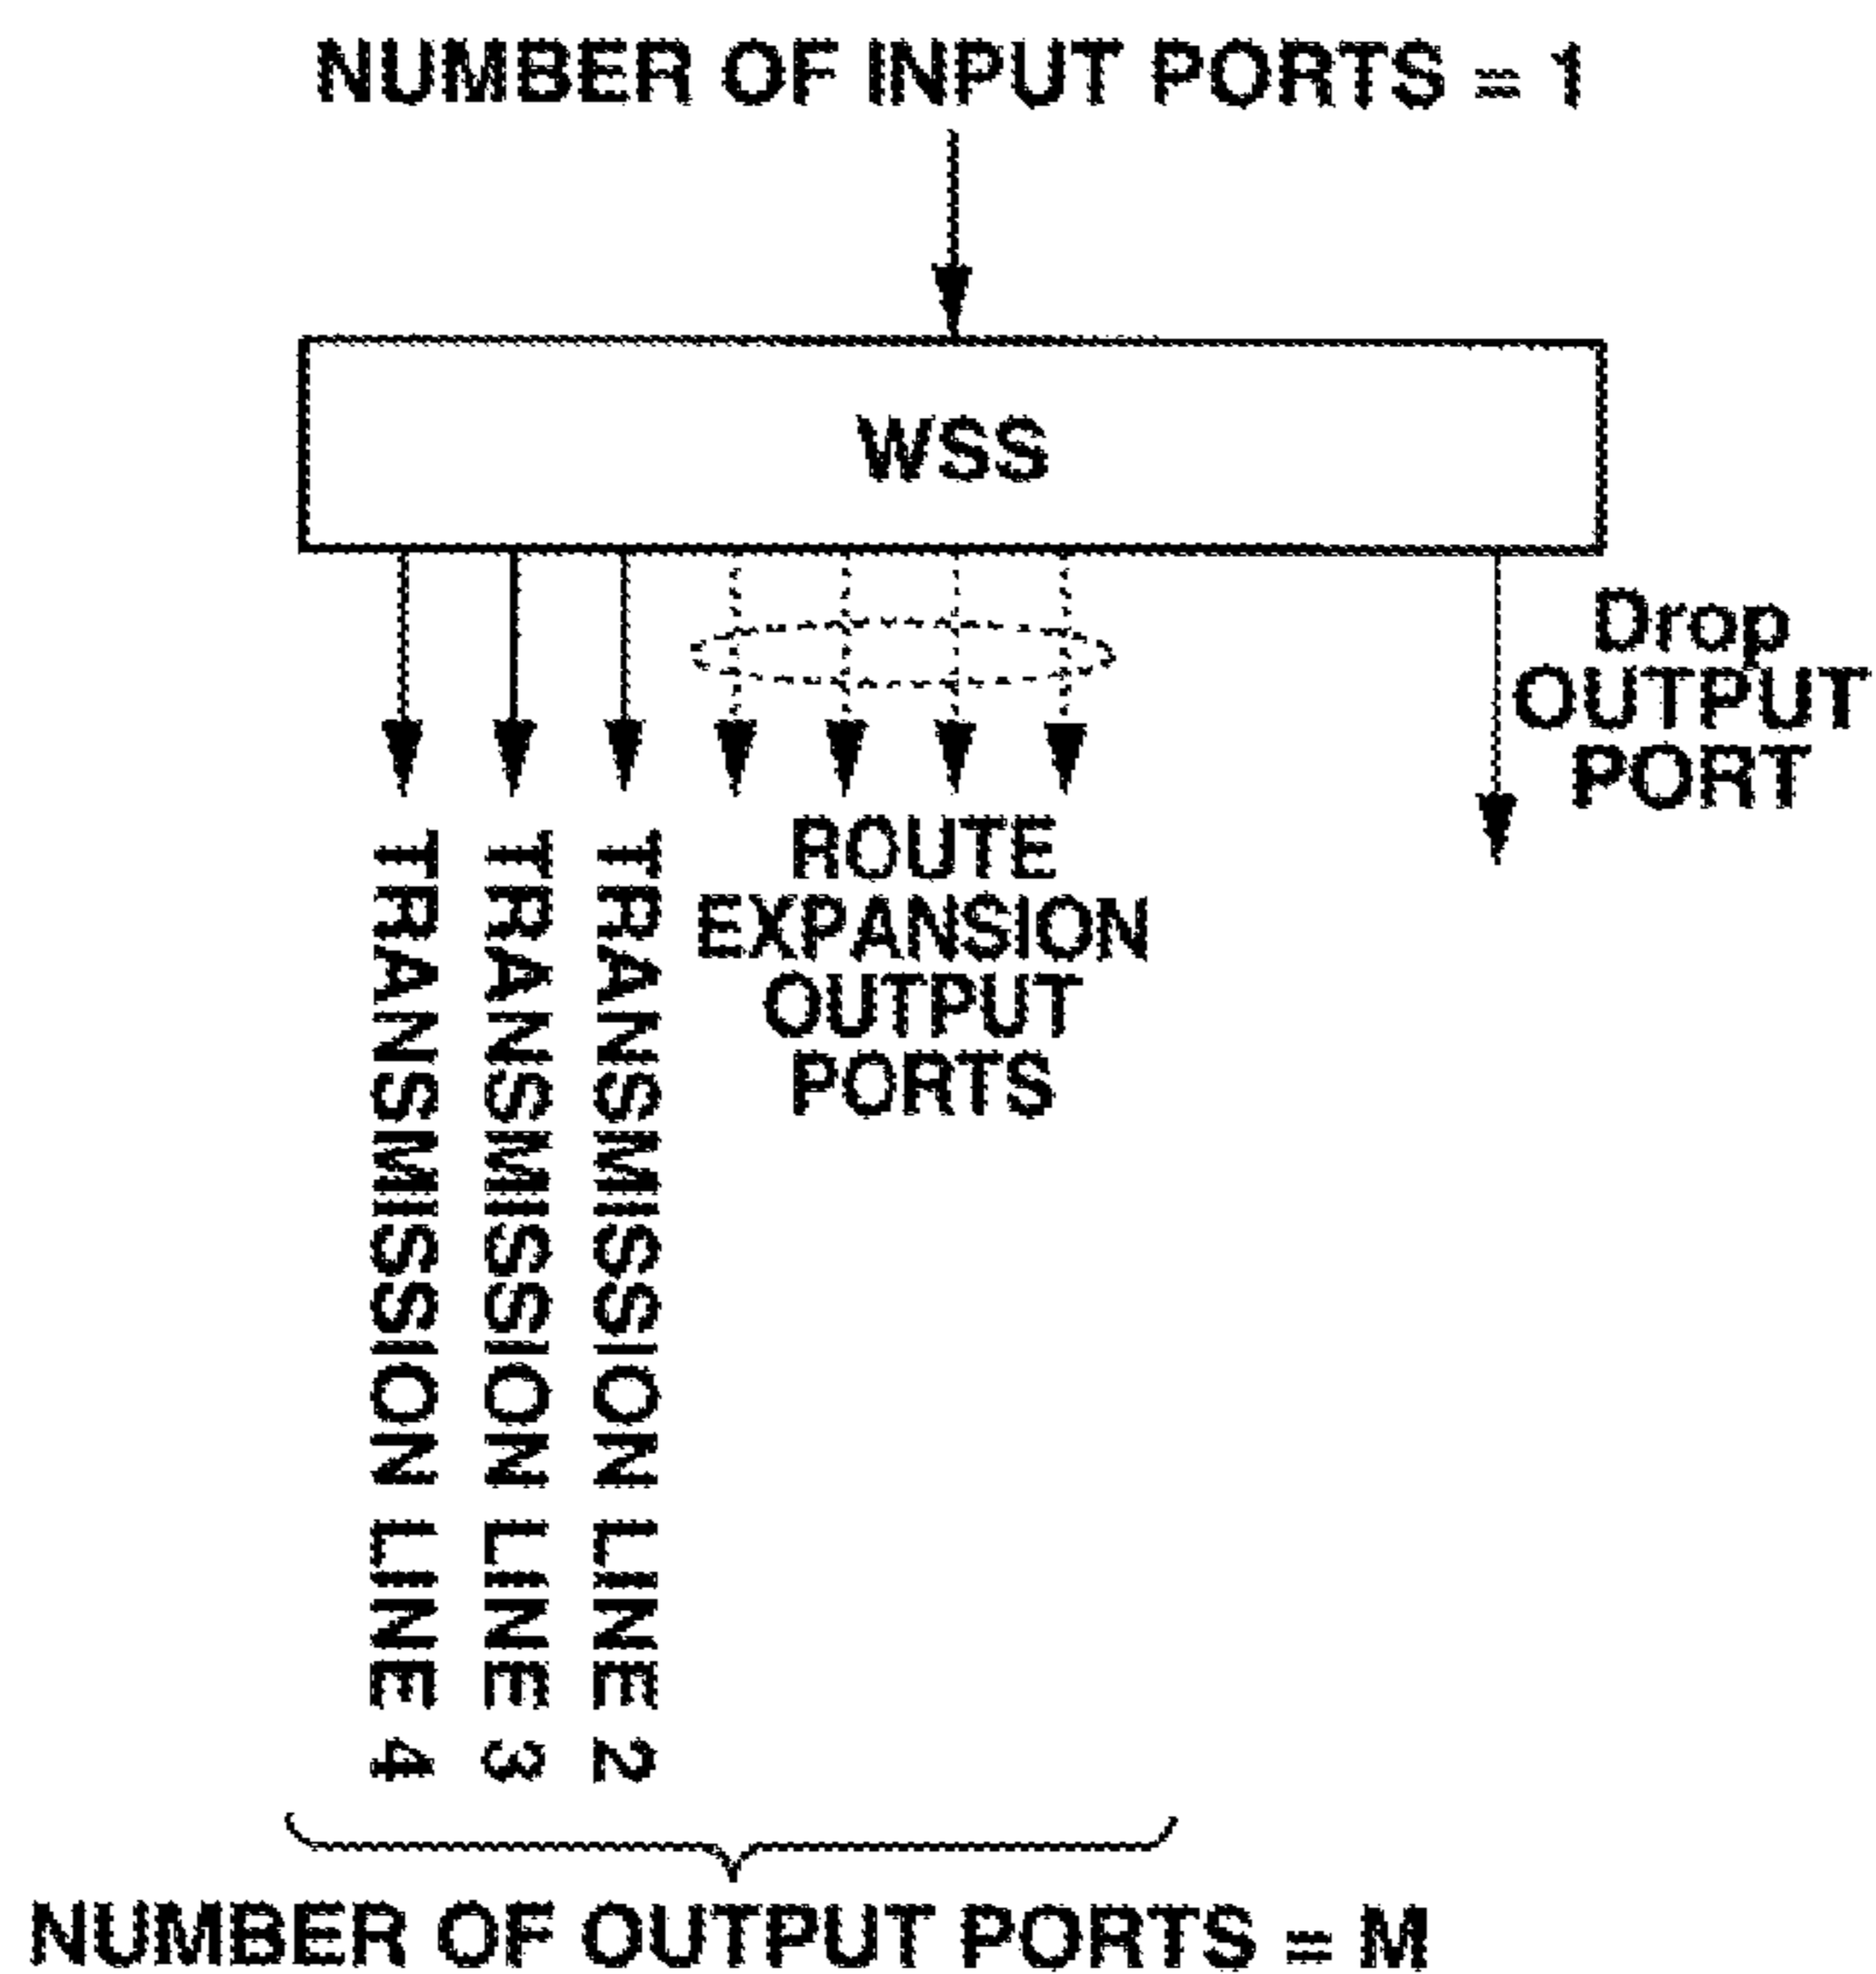 NUMBER OF INPUT PORTS = 1
WSS
Drop
OUTPUT
PORT
TRANSMISSION LINE 4
TRANSMISSION LINE 3
TRANSMISSION LINE 2
ROUTE
EXPANSION
OUTPUT
PORTS
NUMBER OF OUTPUT PORTS = M